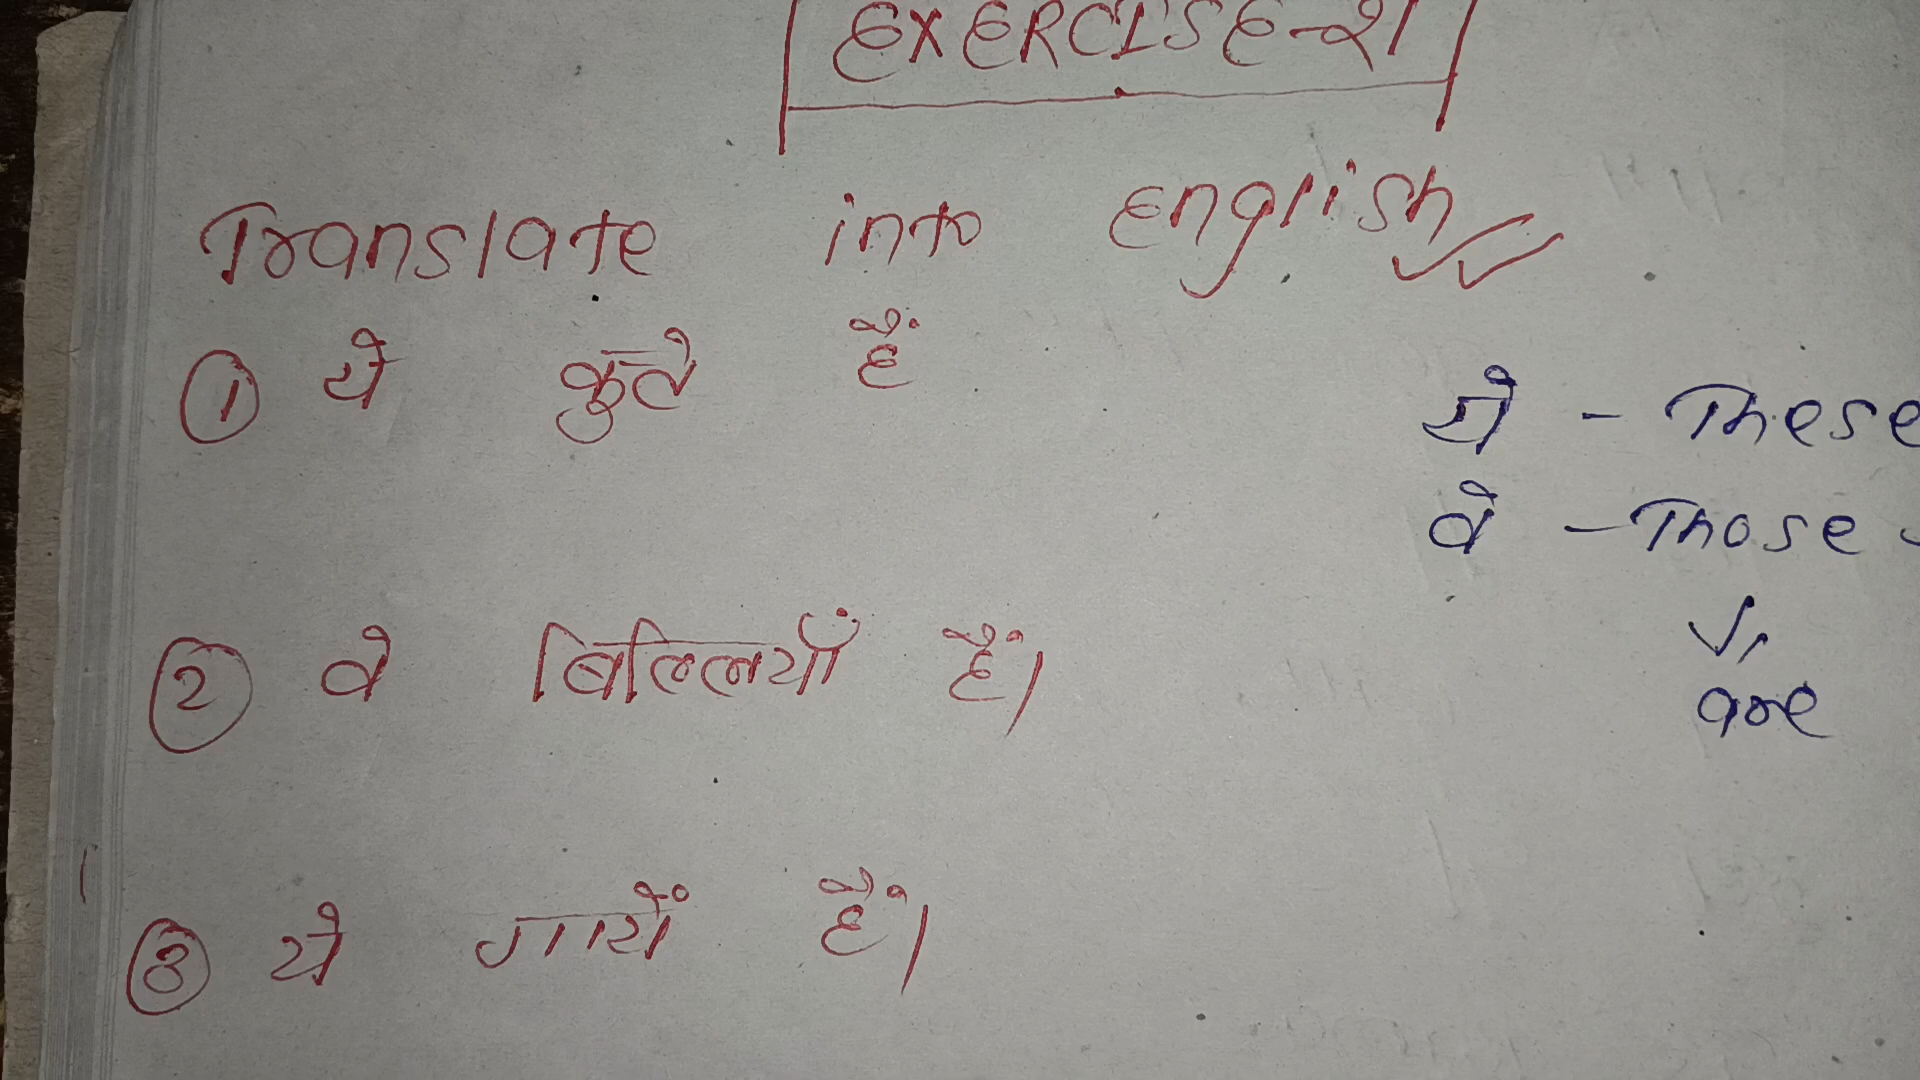 EXERCISE-21
Translate into English
① ये कुत्ते हैं
ये - These
वे - Those
② वे बिल्लियाँ हैं।
are
③ ये गायें हैं।